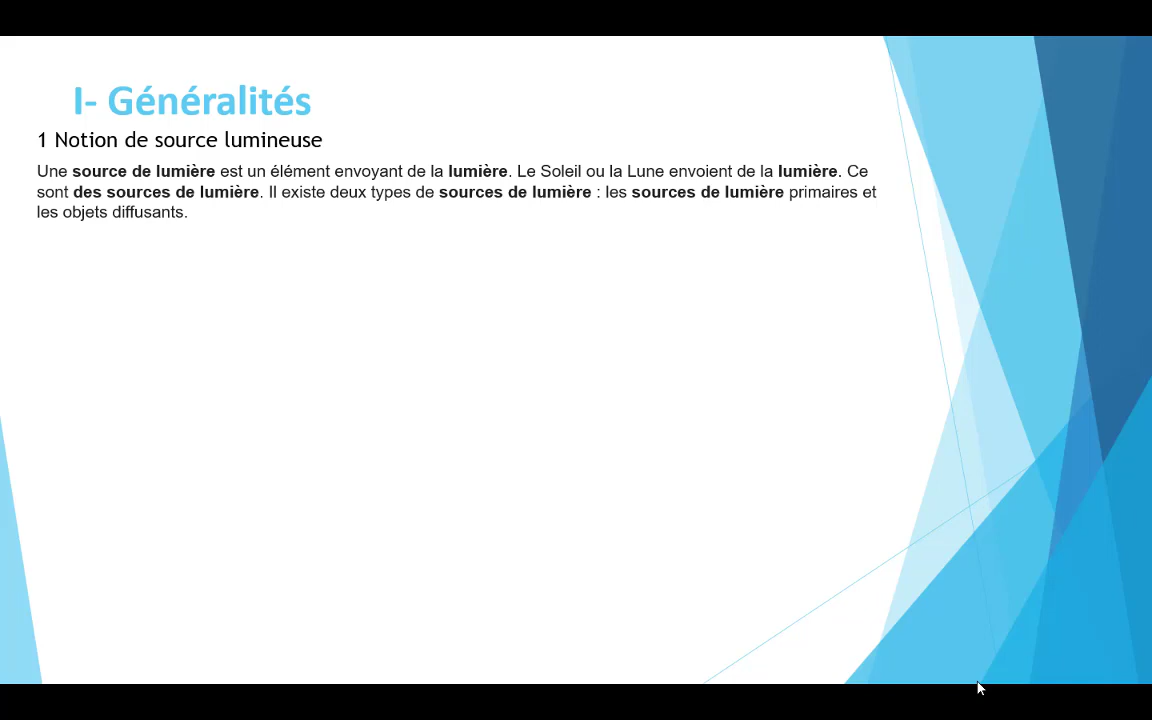 I- Généralités
1 Notion de source lumineuse
Une source de lumière est un élément envoyant de la lumière. Le Soleil ou la Lune envoient de la lumière. Ce
sont des sources de lumière. Il existe deux types de sources de lumière : les sources de lumière primaires et
les objets diffusants.